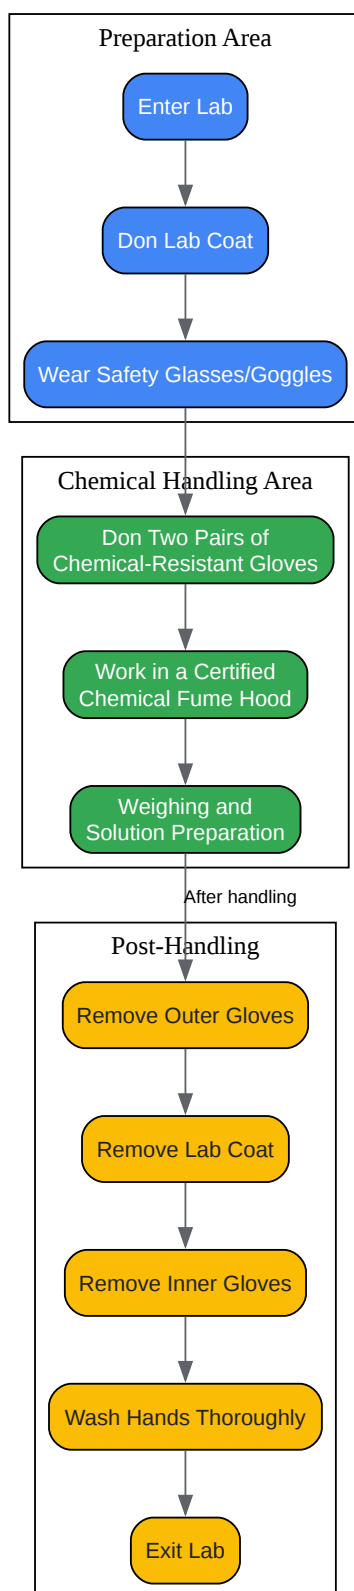 Preparation Area
Enter Lab
Don Lab Coat
Wear Safety Glasses/Goggles
Chemical Handling Area
Don Two Pairs of
Chemical-Resistant Gloves
Work in a Certified
Chemical Fume Hood
Weighing and
Solution Preparation
After handling
Post-Handling
Remove Outer Gloves
Remove Lab Coat
Remove Inner Gloves
Wash Hands Thoroughly
Exit Lab